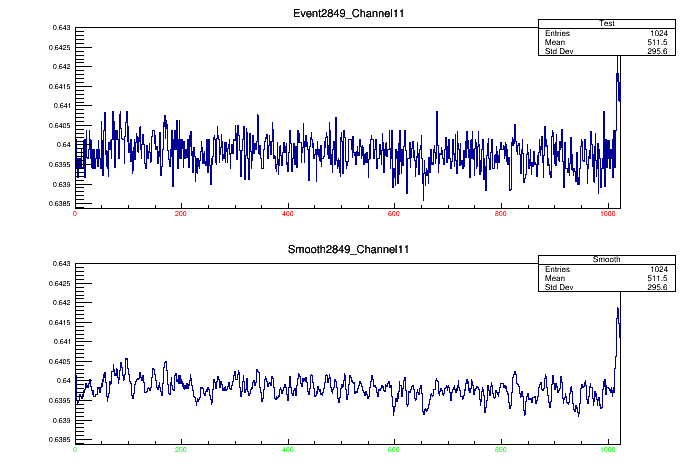 Event2849_Channel11
Test
Entries 1024
Mean 511.5
Std Dev 295.6
0.643
0.6425
0.642
0.6415
0.641
0.6405
0.64
0.6395
0.639
0.6385
0 200 400 600 800 1000
Smooth2849_Channel11
Smooth
Entries 1024
Mean 511.5
Std Dev 295.6
0.643
0.6425
0.642
0.6415
0.641
0.6405
0.64
0.6395
0.639
0.6385
0 200 400 600 800 1000